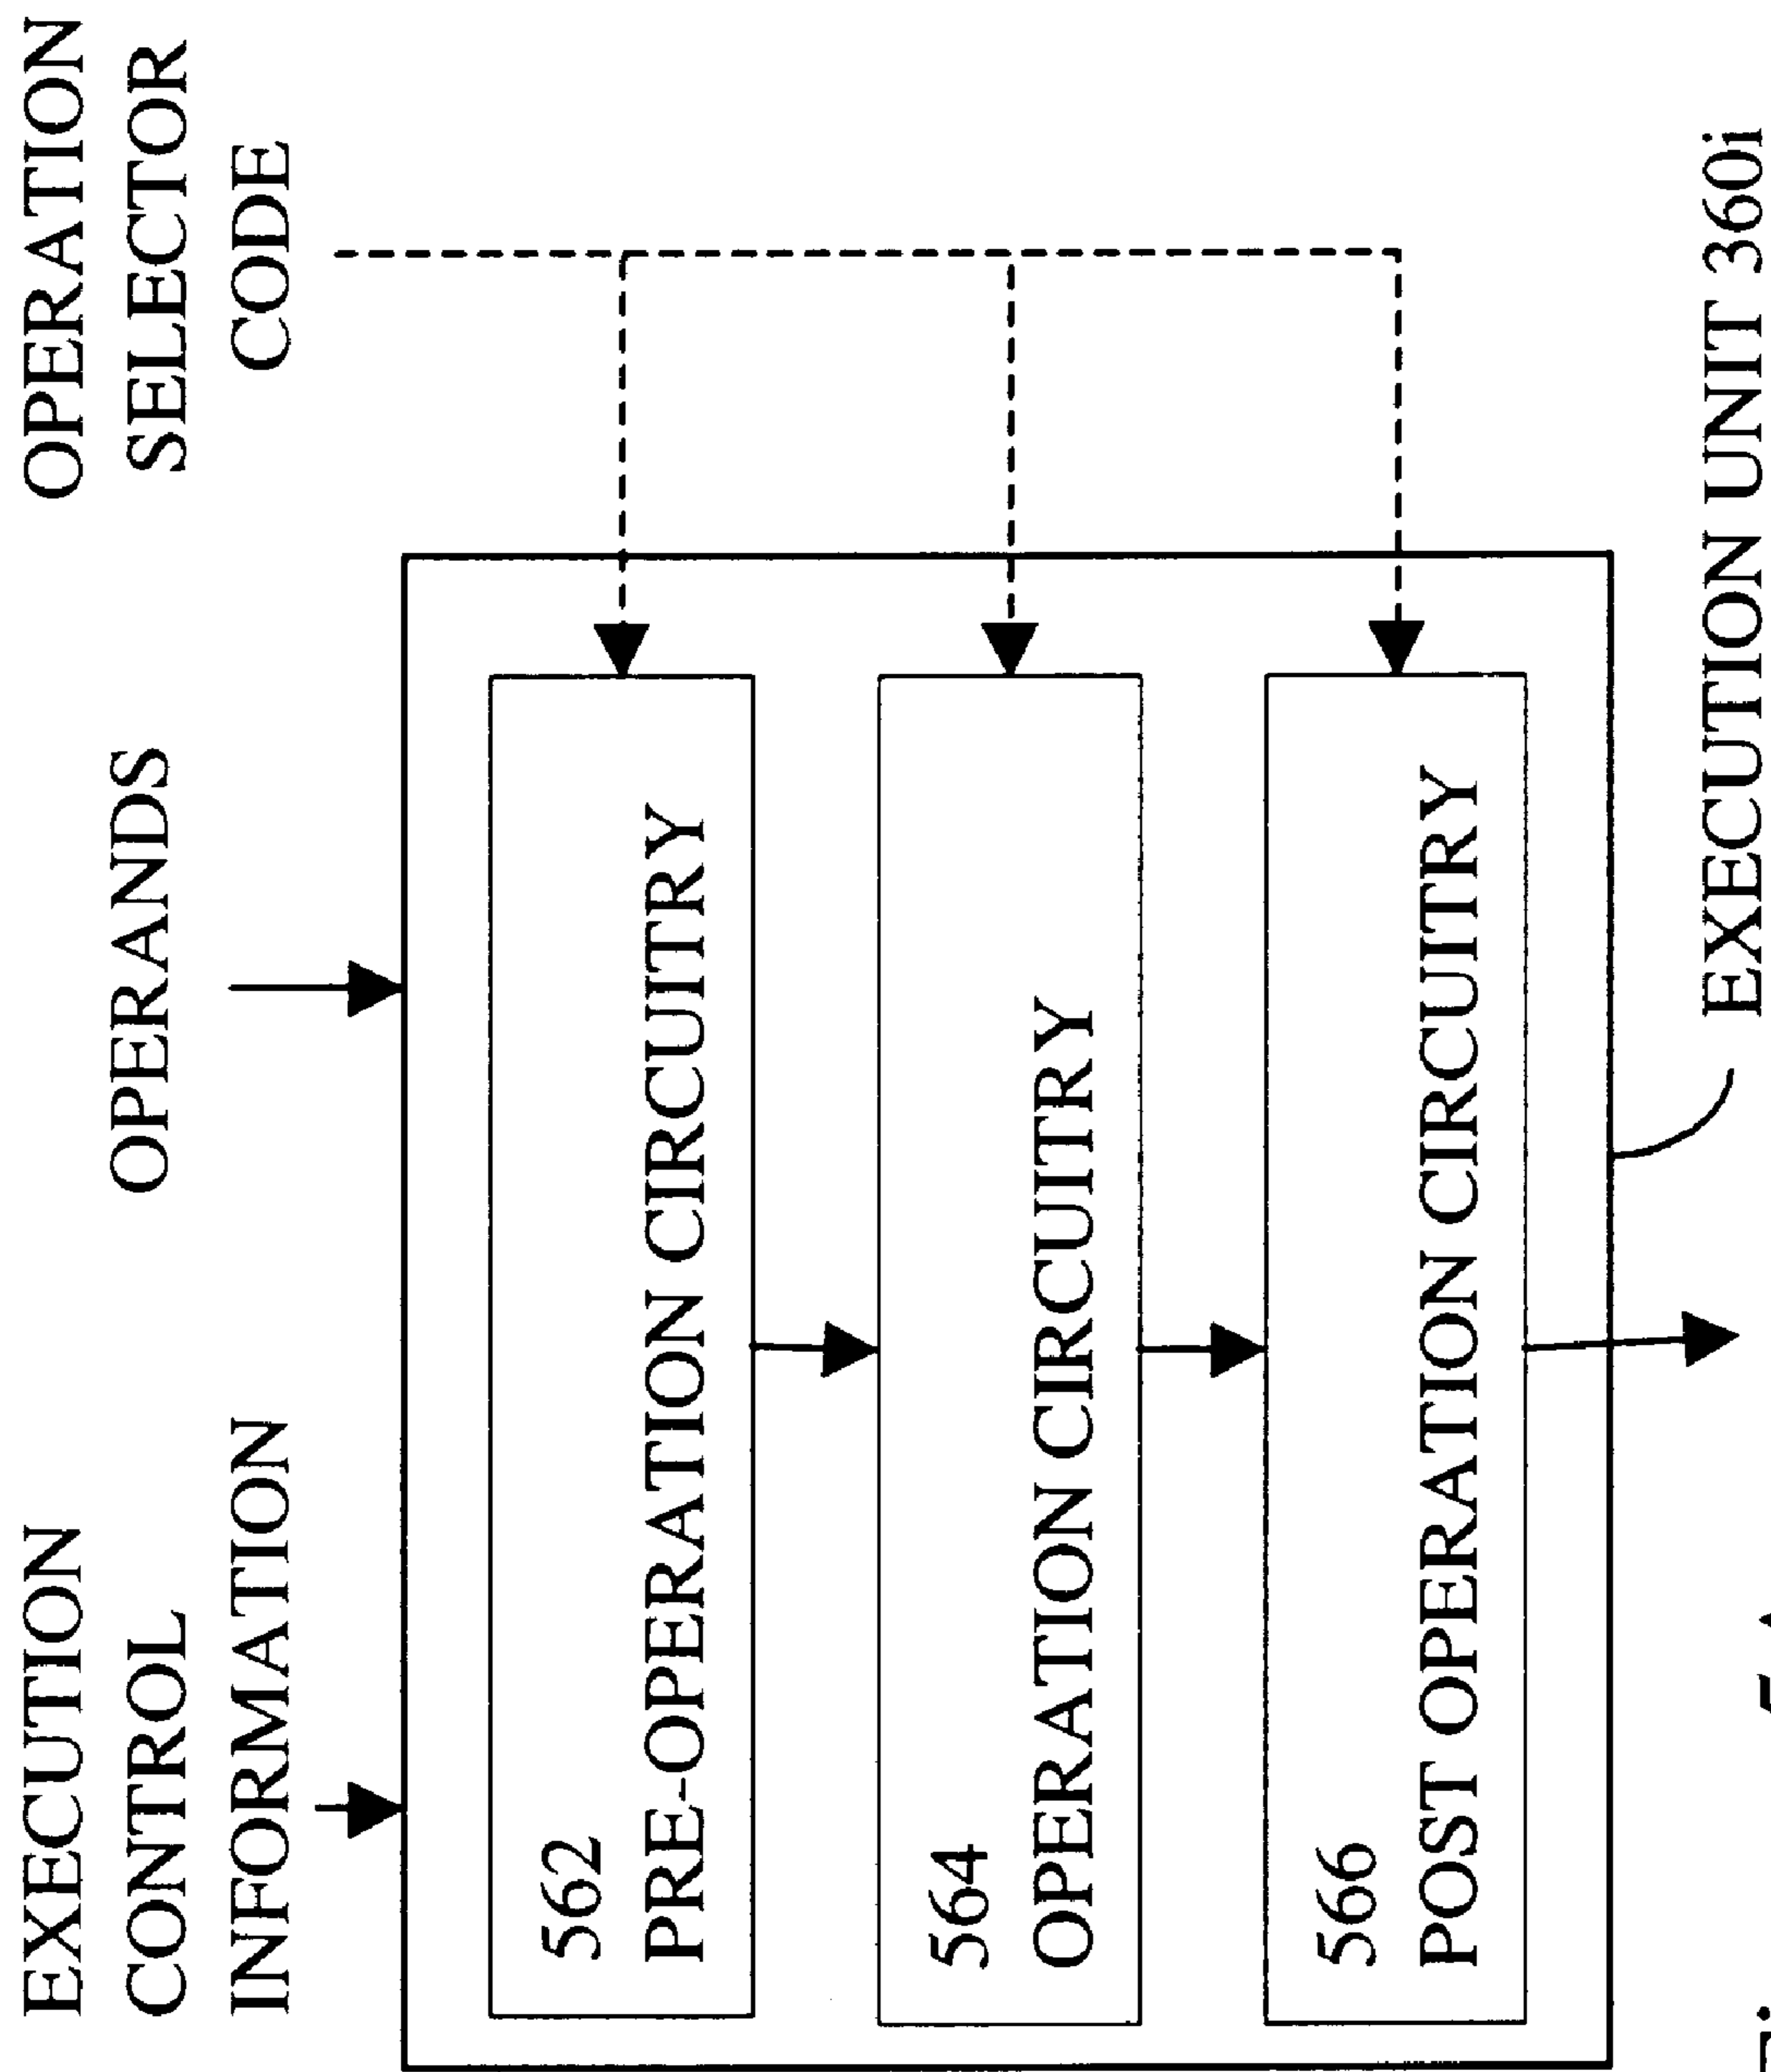 EXECUTION
CONTROL
INFORMATION
OPERANDS
OPERATION
SELECTOR
CODE
562
PRE-OPERATION CIRCUITRY
564
OPERATION CIRCUITRY
566
POST OPERATION CIRCUITRY
EXECUTION UNIT 360i